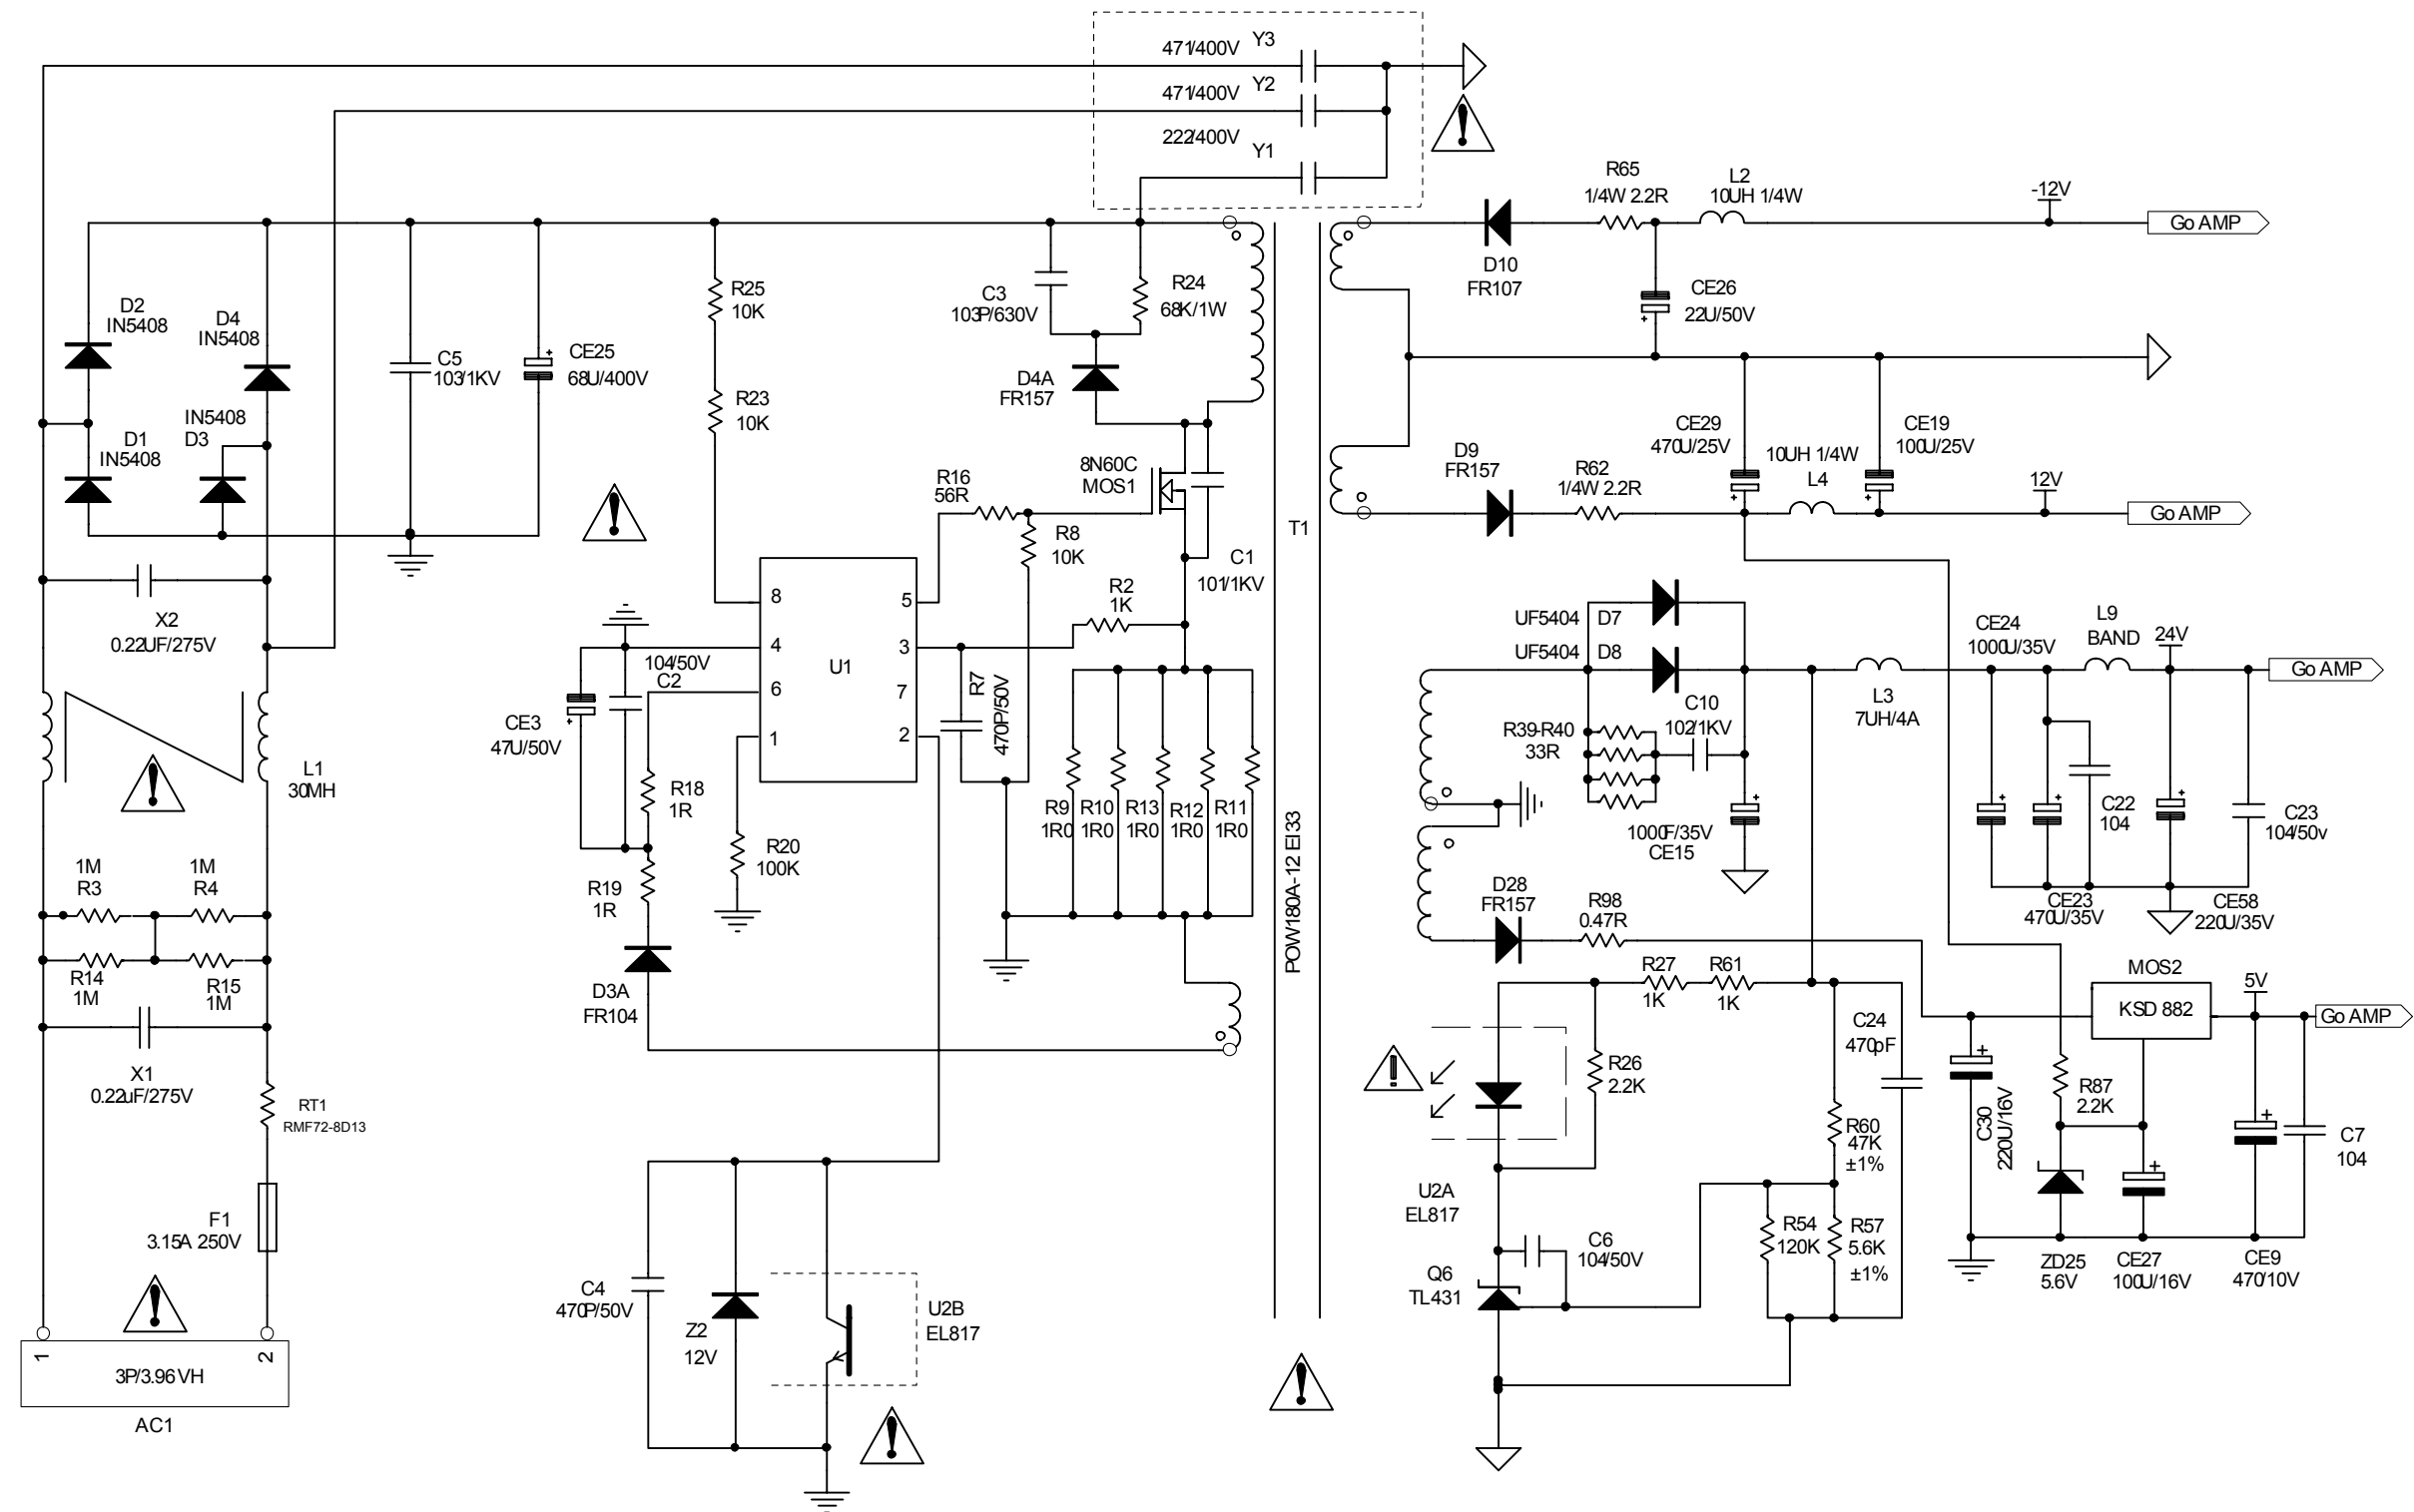 471/400V Y3
471/400V Y2
222/400V
Y1
R65
1/4W 2.2R
L2
10UH 1/4W
-12V
Go AMP
D10
FR107
CE26
22U/50V
+
D2
IN5408
D4
IN5408
C5
103/1KV
+
CE25
68U/400V
R25
10K
C3
103P/630V
R24
68K/1W
D4A
FR157
R23
10K
D1
IN5408
IN5408
D3
CE29
470U/25V
+
10UH 1/4W
L4
CE19
100U/25V
+
12V
Go AMP
D9
FR157
R62
1/4W 2.2R
8N60C
MOS1
R16
56R
R8
10K
C1
101/1KV
T1
POW180A-12 EI33
R2
1K
X2
0.22UF/275V
8
4
6
1
U1
5
3
7
2
104/50V
C2
CE3
47U/50V
+
R7
470P/50V
R18
1R
R20
100K
R19
1R
D3A
FR104
R9
1R0
R10
1R0
R13
1R0
R12
1R0
R11
1R0
L1
30MH
1M
R3
1M
R4
R14
1M
R15
1M
X1
0.22uF/275V
RT1
RMF72-8D13
F1
3.15A 250V
1
2
3P/3.96 VH
AC1
C4
470P/50V
Z2
12V
U2B
EL817
UF5404 D7
UF5404 D8
R39-R40
33R
C10
102/1KV
+
1000F/35V
CE15
L3
7UH/4A
CE24
1000U/35V
+
L9
BAND
24V
Go AMP
+
CE23
470U/35V
C22
104
+
CE58
220U/35V
C23
104/50v
D28
FR157
R98
0.47R
R27
1K
R61
1K
R26
2.2K
C24
470pF
R60
47K
±1%
R54
120K
R57
5.6K
±1%
U2A
EL817
C6
104/50V
Q6
TL431
MOS2
KSD 882
5V
Go AMP
+
C30
220U/16V
R87
2.2K
ZD25
5.6V
+
CE27
100U/16V
+
CE9
470/10V
C7
104